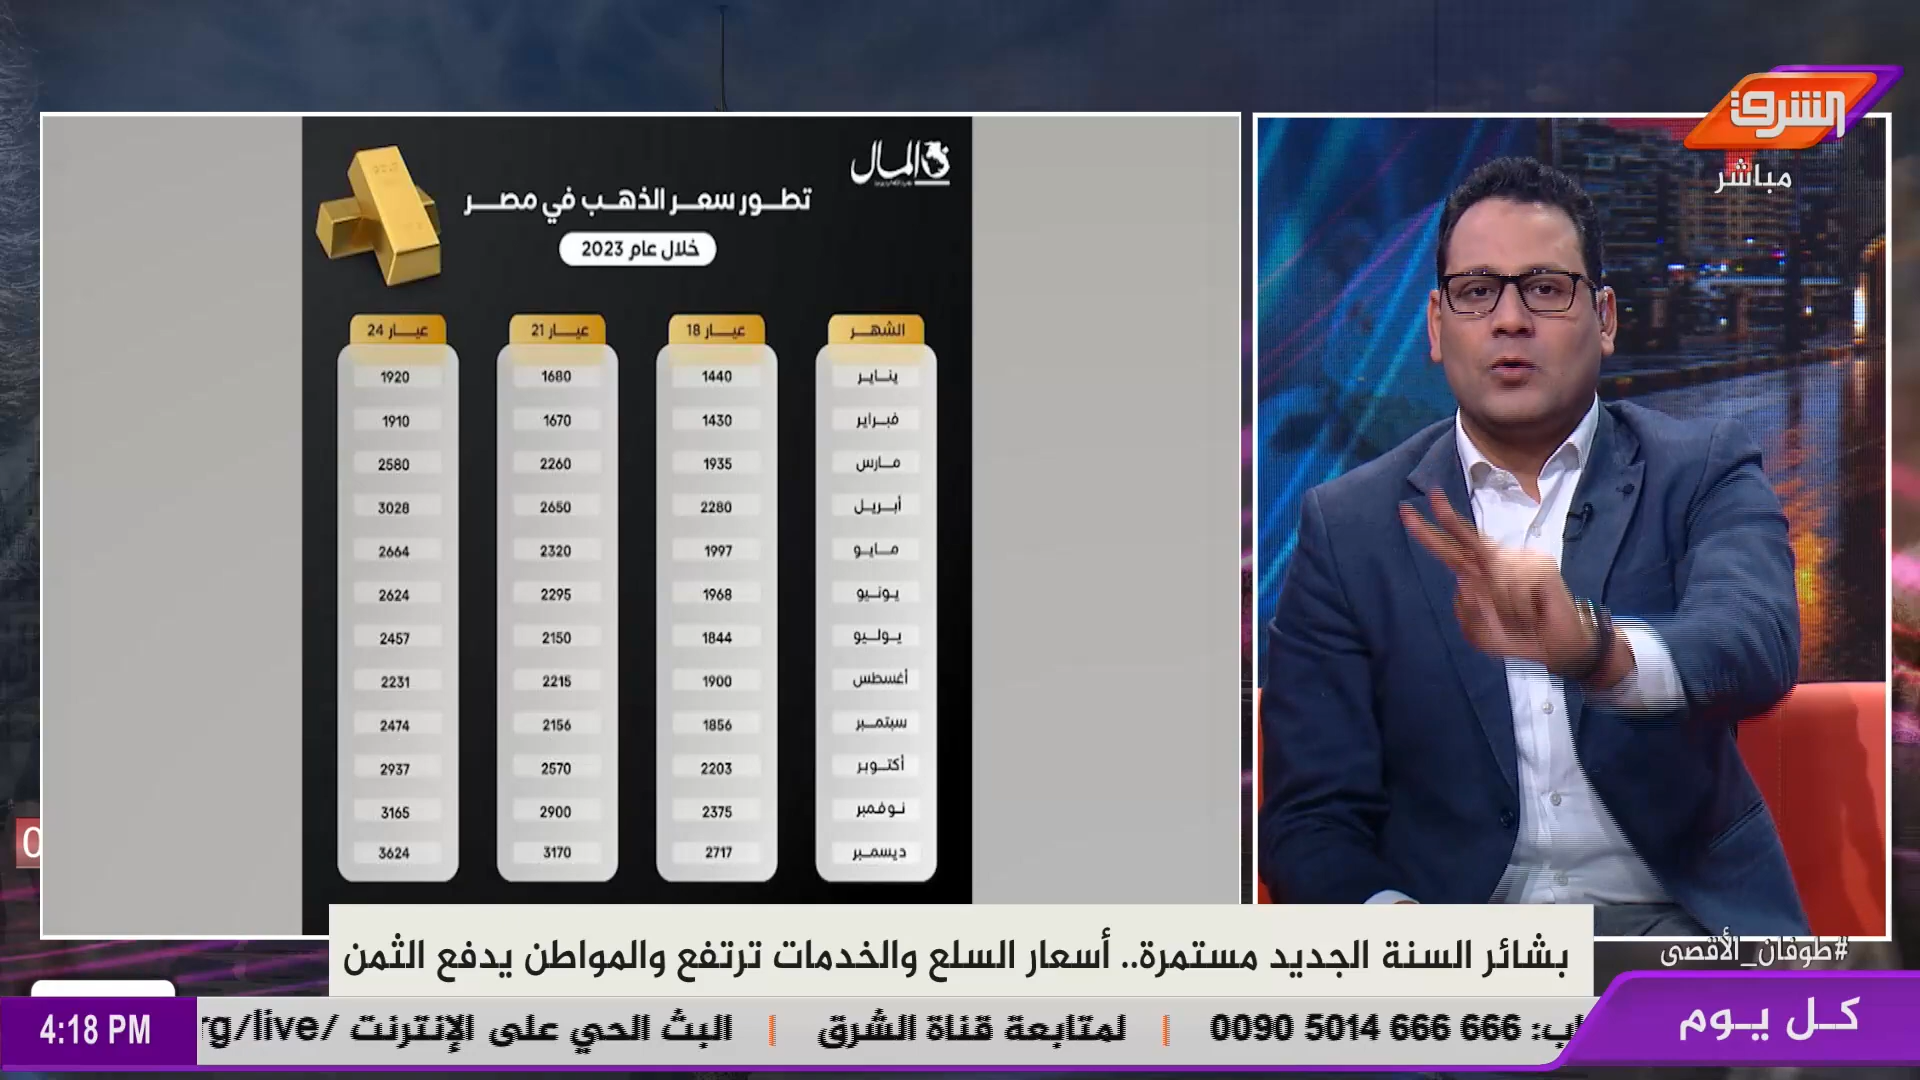 الشرق
مباشر
المال
تطور سعر الذهب في مصر
خلال عام 2023
الشهر عيار 18 عيار 21 عيار 24
يناير 1440 1680 1920
فبراير 1430 1670 1910
مارس 1935 2260 2580
أبريل 2280 2650 3028
مايو 1997 2320 2664
يونيو 1968 2295 2624
يوليو 1844 2150 2457
أغسطس 1900 2215 2231
سبتمبر 1856 2156 2474
أكتوبر 2203 2570 2937
نوفمبر 2375 2900 3165
ديسمبر 2717 3170 3624
بشائر السنة الجديد مستمرة.. أسعار السلع والخدمات ترتفع والمواطن يدفع الثمن
#طوفان_الأقصى
كل يوم
اب: 666 666 5014 0090 | لمتابعة قناة الشرق | البث الحي على الإنترنت /rg/live
4:18 PM